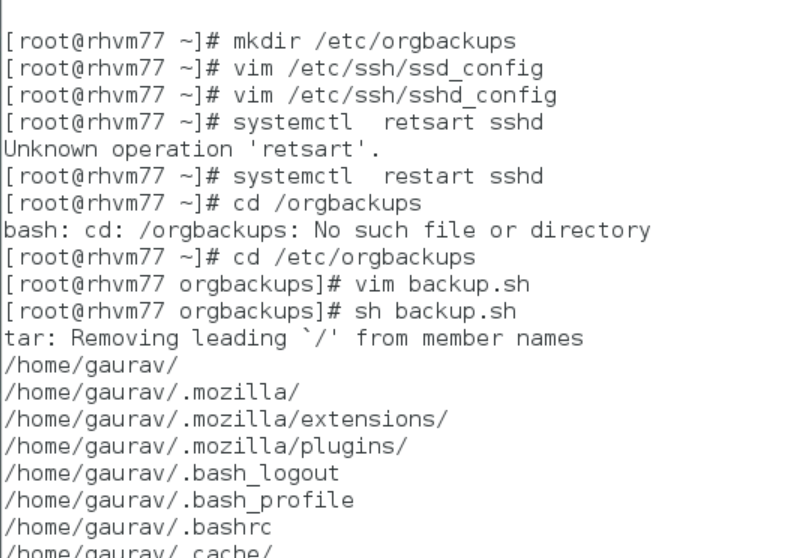 [root@rhvm77 ~]# mkdir /etc/orgbackups
[root@rhvm77 ~]# vim /etc/ssh/ssd_config
[root@rhvm77 ~]# vim /etc/ssh/sshd_config
[root@rhvm77 ~]# systemctl  retsart sshd
Unknown operation 'retsart'.
[root@rhvm77 ~]# systemctl  restart sshd
[root@rhvm77 ~]# cd /orgbackups
bash: cd: /orgbackups: No such file or directory
[root@rhvm77 ~]# cd /etc/orgbackups
[root@rhvm77 orgbackups]# vim backup.sh
[root@rhvm77 orgbackups]# sh backup.sh
tar: Removing leading `/' from member names
/home/gaurav/
/home/gaurav/.mozilla/
/home/gaurav/.mozilla/extensions/
/home/gaurav/.mozilla/plugins/
/home/gaurav/.bash_logout
/home/gaurav/.bash_profile
/home/gaurav/.bashrc
/home/gaurav/.cache/